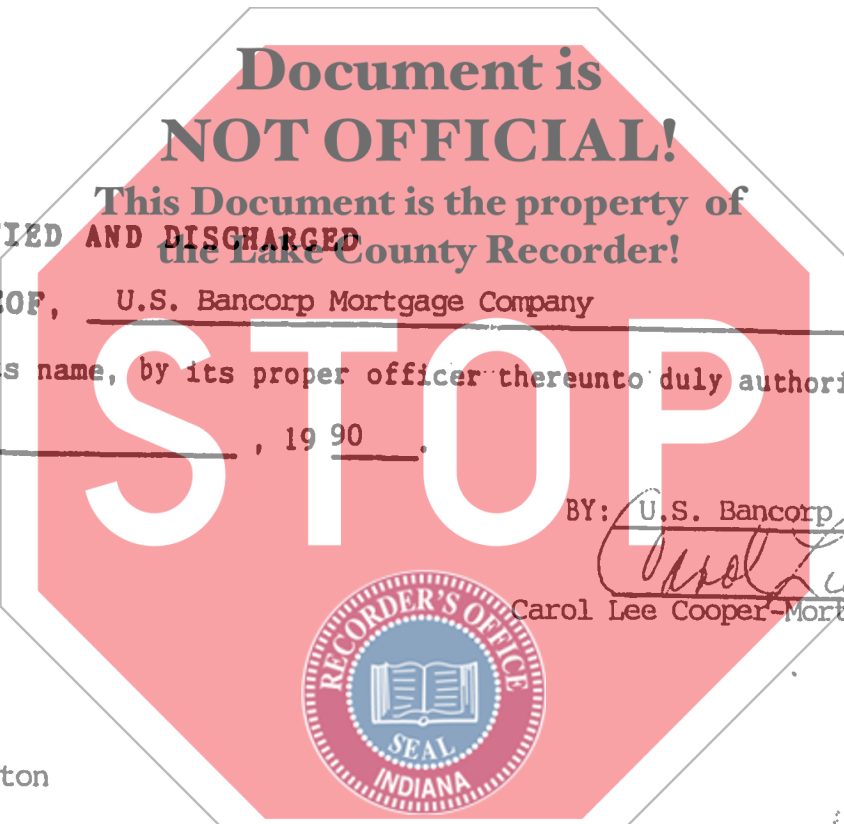 Document is
NOT OFFICIAL!
This Document is the property of
the Lake County Recorder!
IED AND DISCHARGED
EOF, U.S. Bancorp Mortgage Company
s name, by its proper officer thereunto duly authori
, 19 90 .
STOP
BY: U.S. Bancorp
Carol
Carol Lee Cooper-Mort
RECORDER'S OFFICE
SEAL
INDIANA
ton